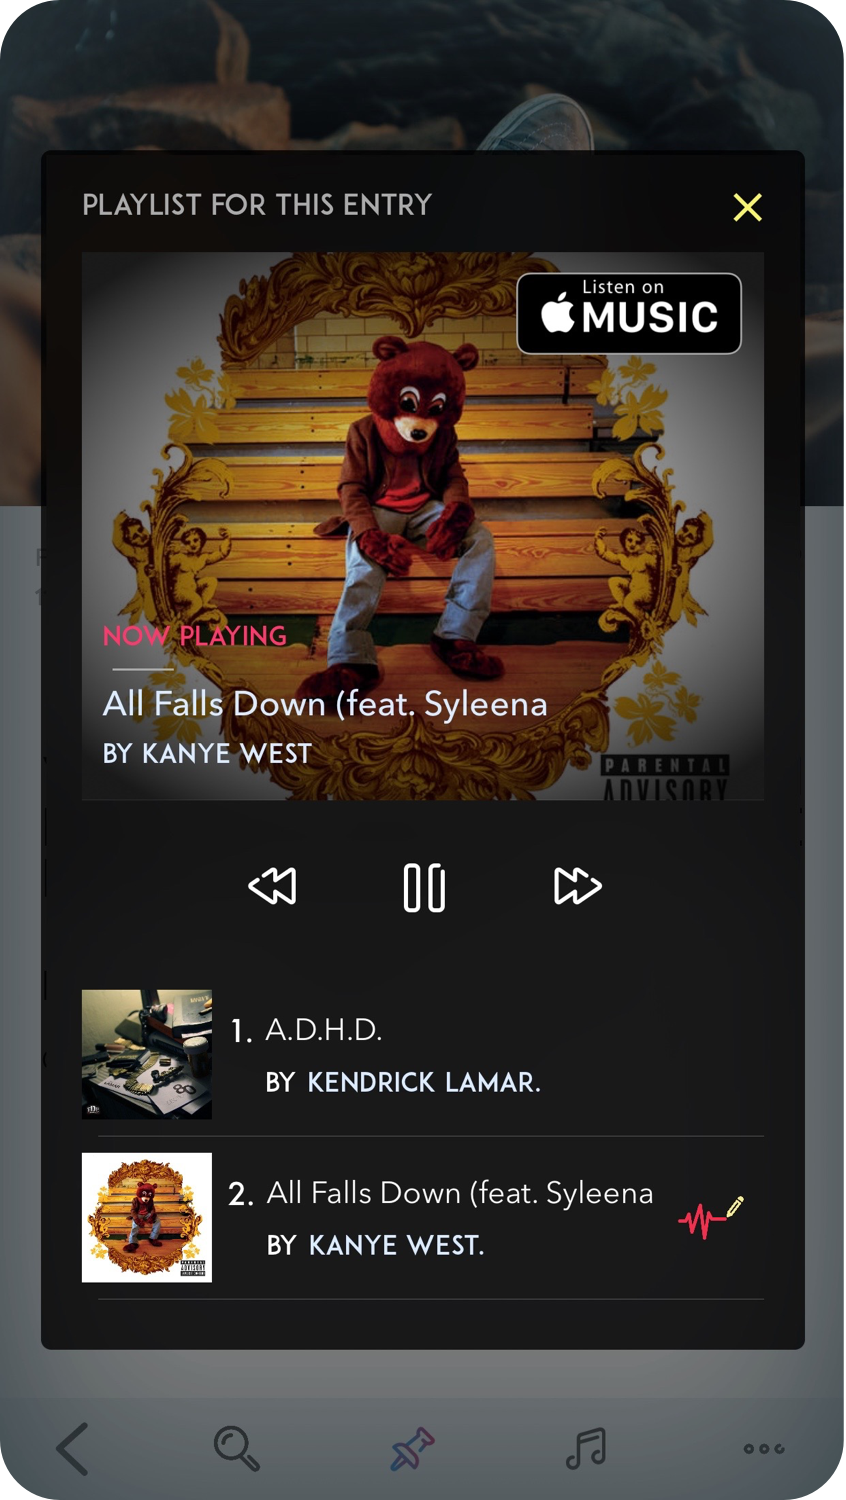 PLAYLIST FOR THIS ENTRY
Listen on
MUSIC
NOW PLAYING
All Falls Down (feat. Syleena
BY KANYE WEST
PARENTAL
ADVISORY
1. A.D.H.D.
BY KENDRICK LAMAR.
2. All Falls Down (feat. Syleena
BY KANYE WEST.